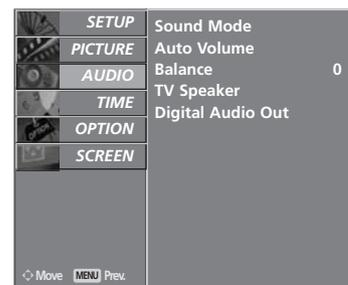 SETUP
PICTURE
AUDIO
TIME
OPTION
SCREEN
Move MENU Prev.
Sound Mode
Auto Volume
Balance 0
TV Speaker
Digital Audio Out